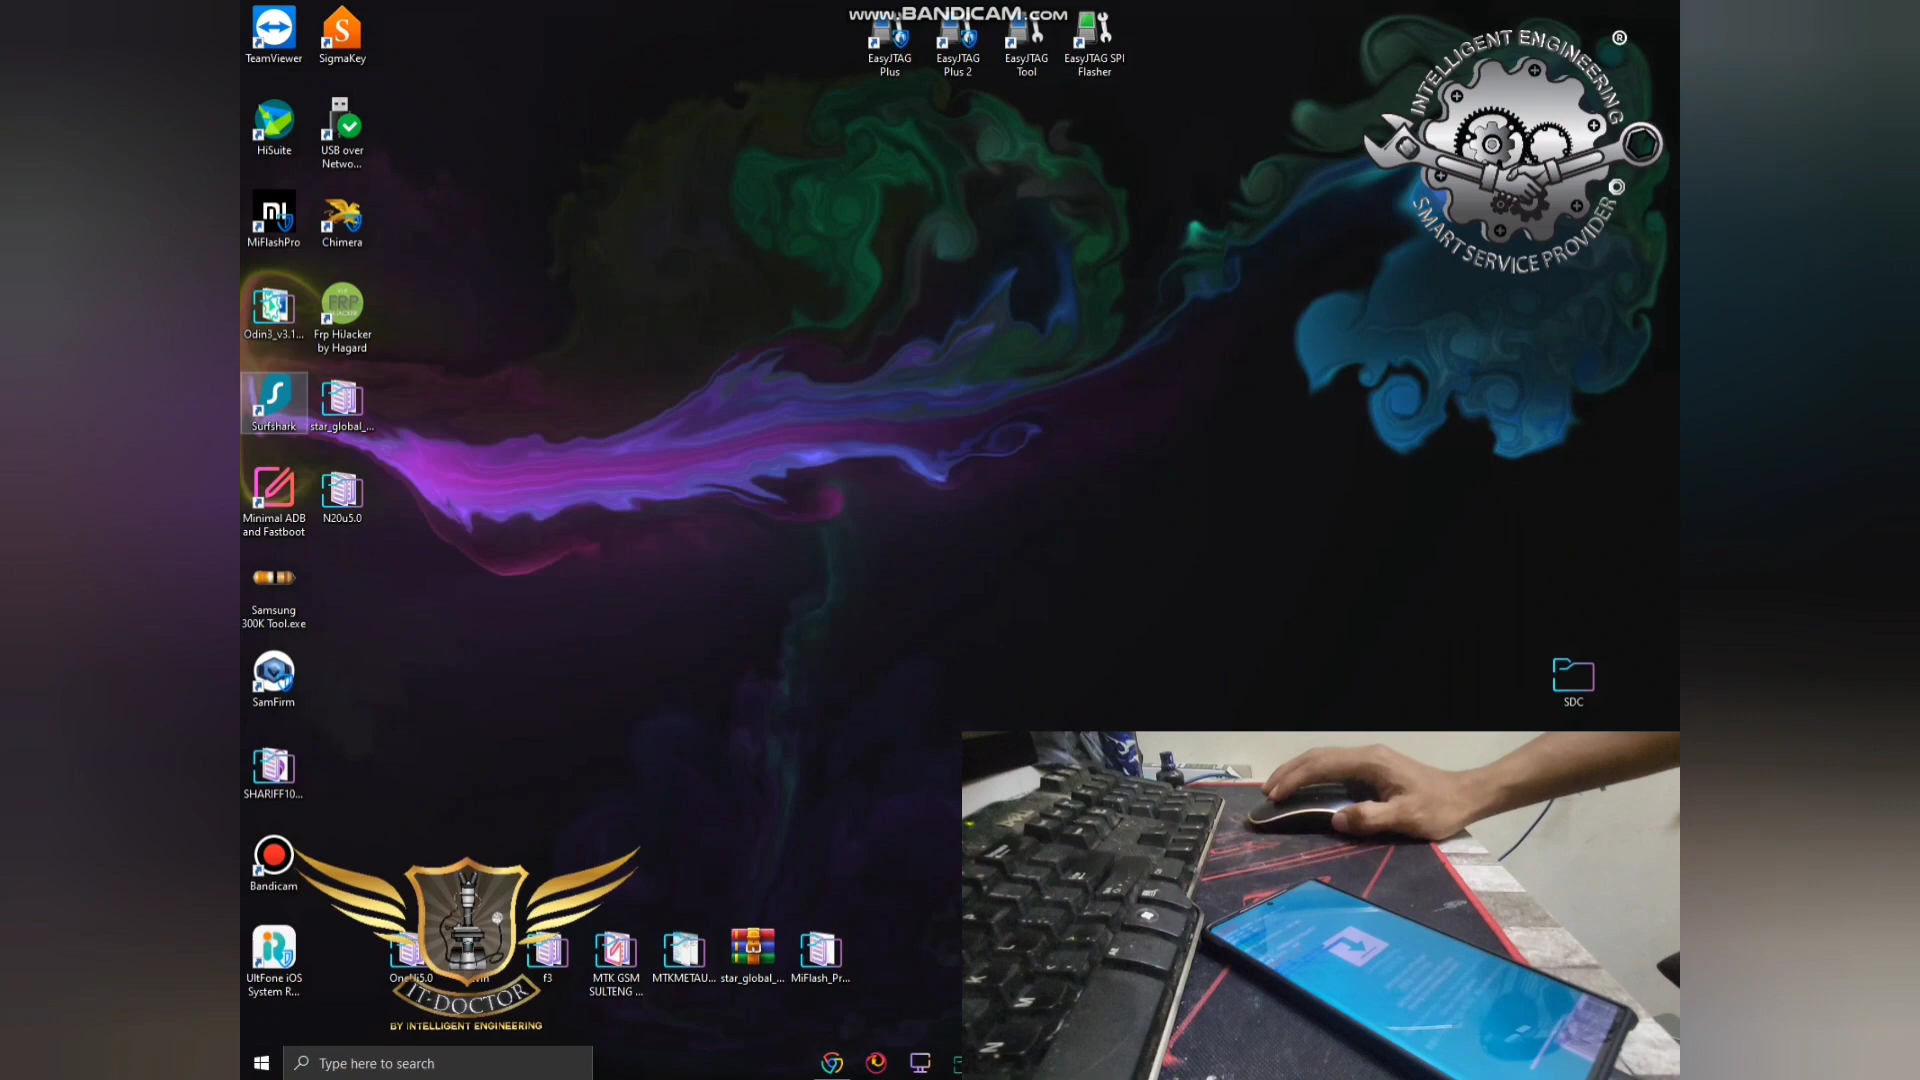 www.BANDICAM.com
TeamViewer
SigmaKey
EasyJTAG
Plus
EasyJTAG
Plus 2
EasyJTAG
Tool
EasyJTAG SPI
Flasher
INTELLIGENT ENGINEERING
®
SMART SERVICE PROVIDER
HiSuite
USB over
Netwo...
MiFlashPro
Chimera
FRP
Odin3_v3.1...
Frp HiJacker
by Hagard
Surfshark
star_global_...
Minimal ADB
and Fastboot
N20u5.0
Samsung
300K Tool.exe
SamFirm
SDC
SHARIFF10...
Bandicam
UltFone iOS
System R...
f3
MTK GSM
SULTENG ...
MTKMETAU...
star_global_...
MiFlash_Pr...
IT-DOCTOR
BY INTELLIGENT ENGINEERING
Type here to search